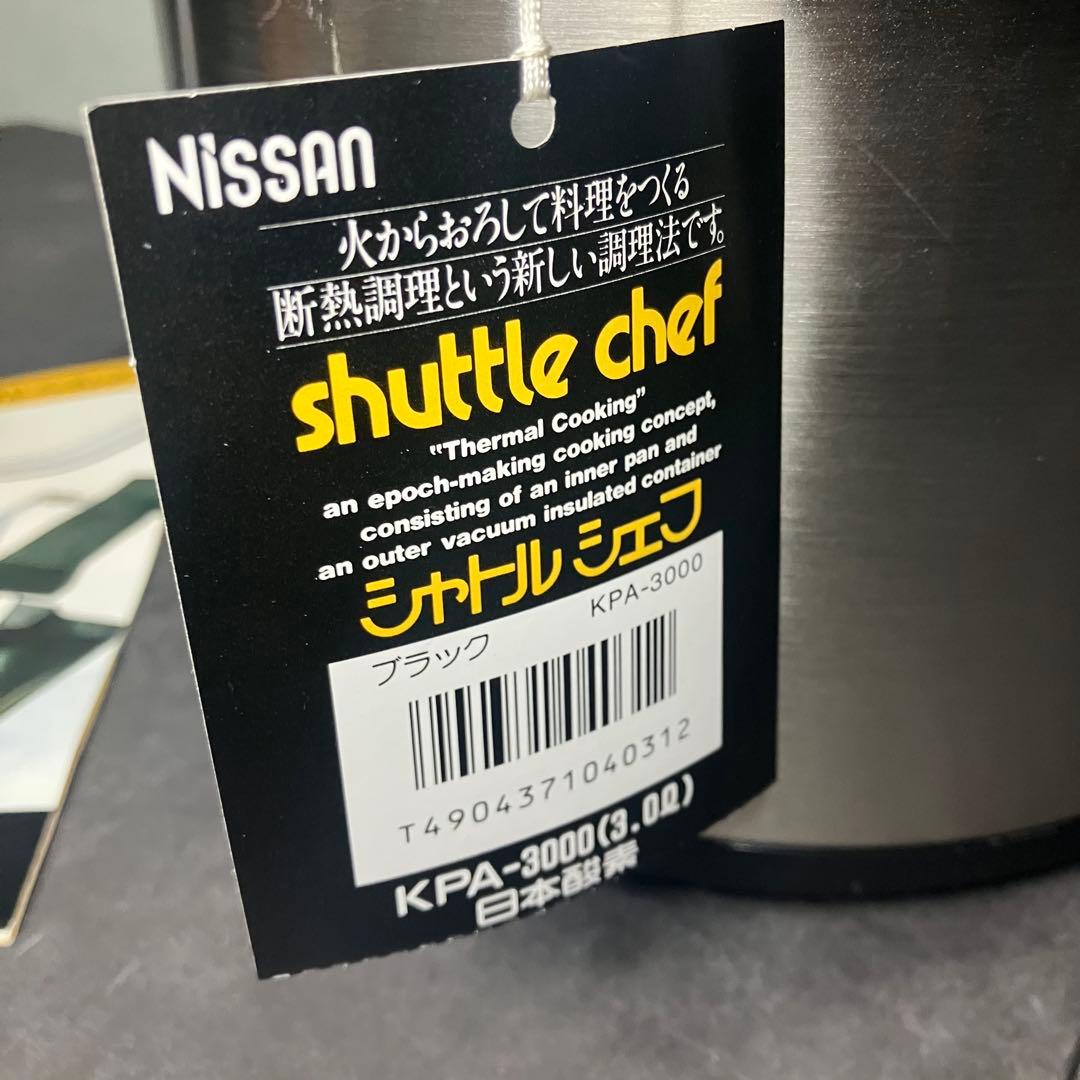 Nissan
火からおろして料理をつくる
断熱調理という新しい調理法です。
shuttle chef
"Thermal Cooking"
an epoch-making cooking concept,
consisting of an inner pan and
an outer vacuum insulated container
シャトルシェフ
ブラック KPA-3000
T4904371040312
KPA-3000(3.0ℓ)
日本酸素